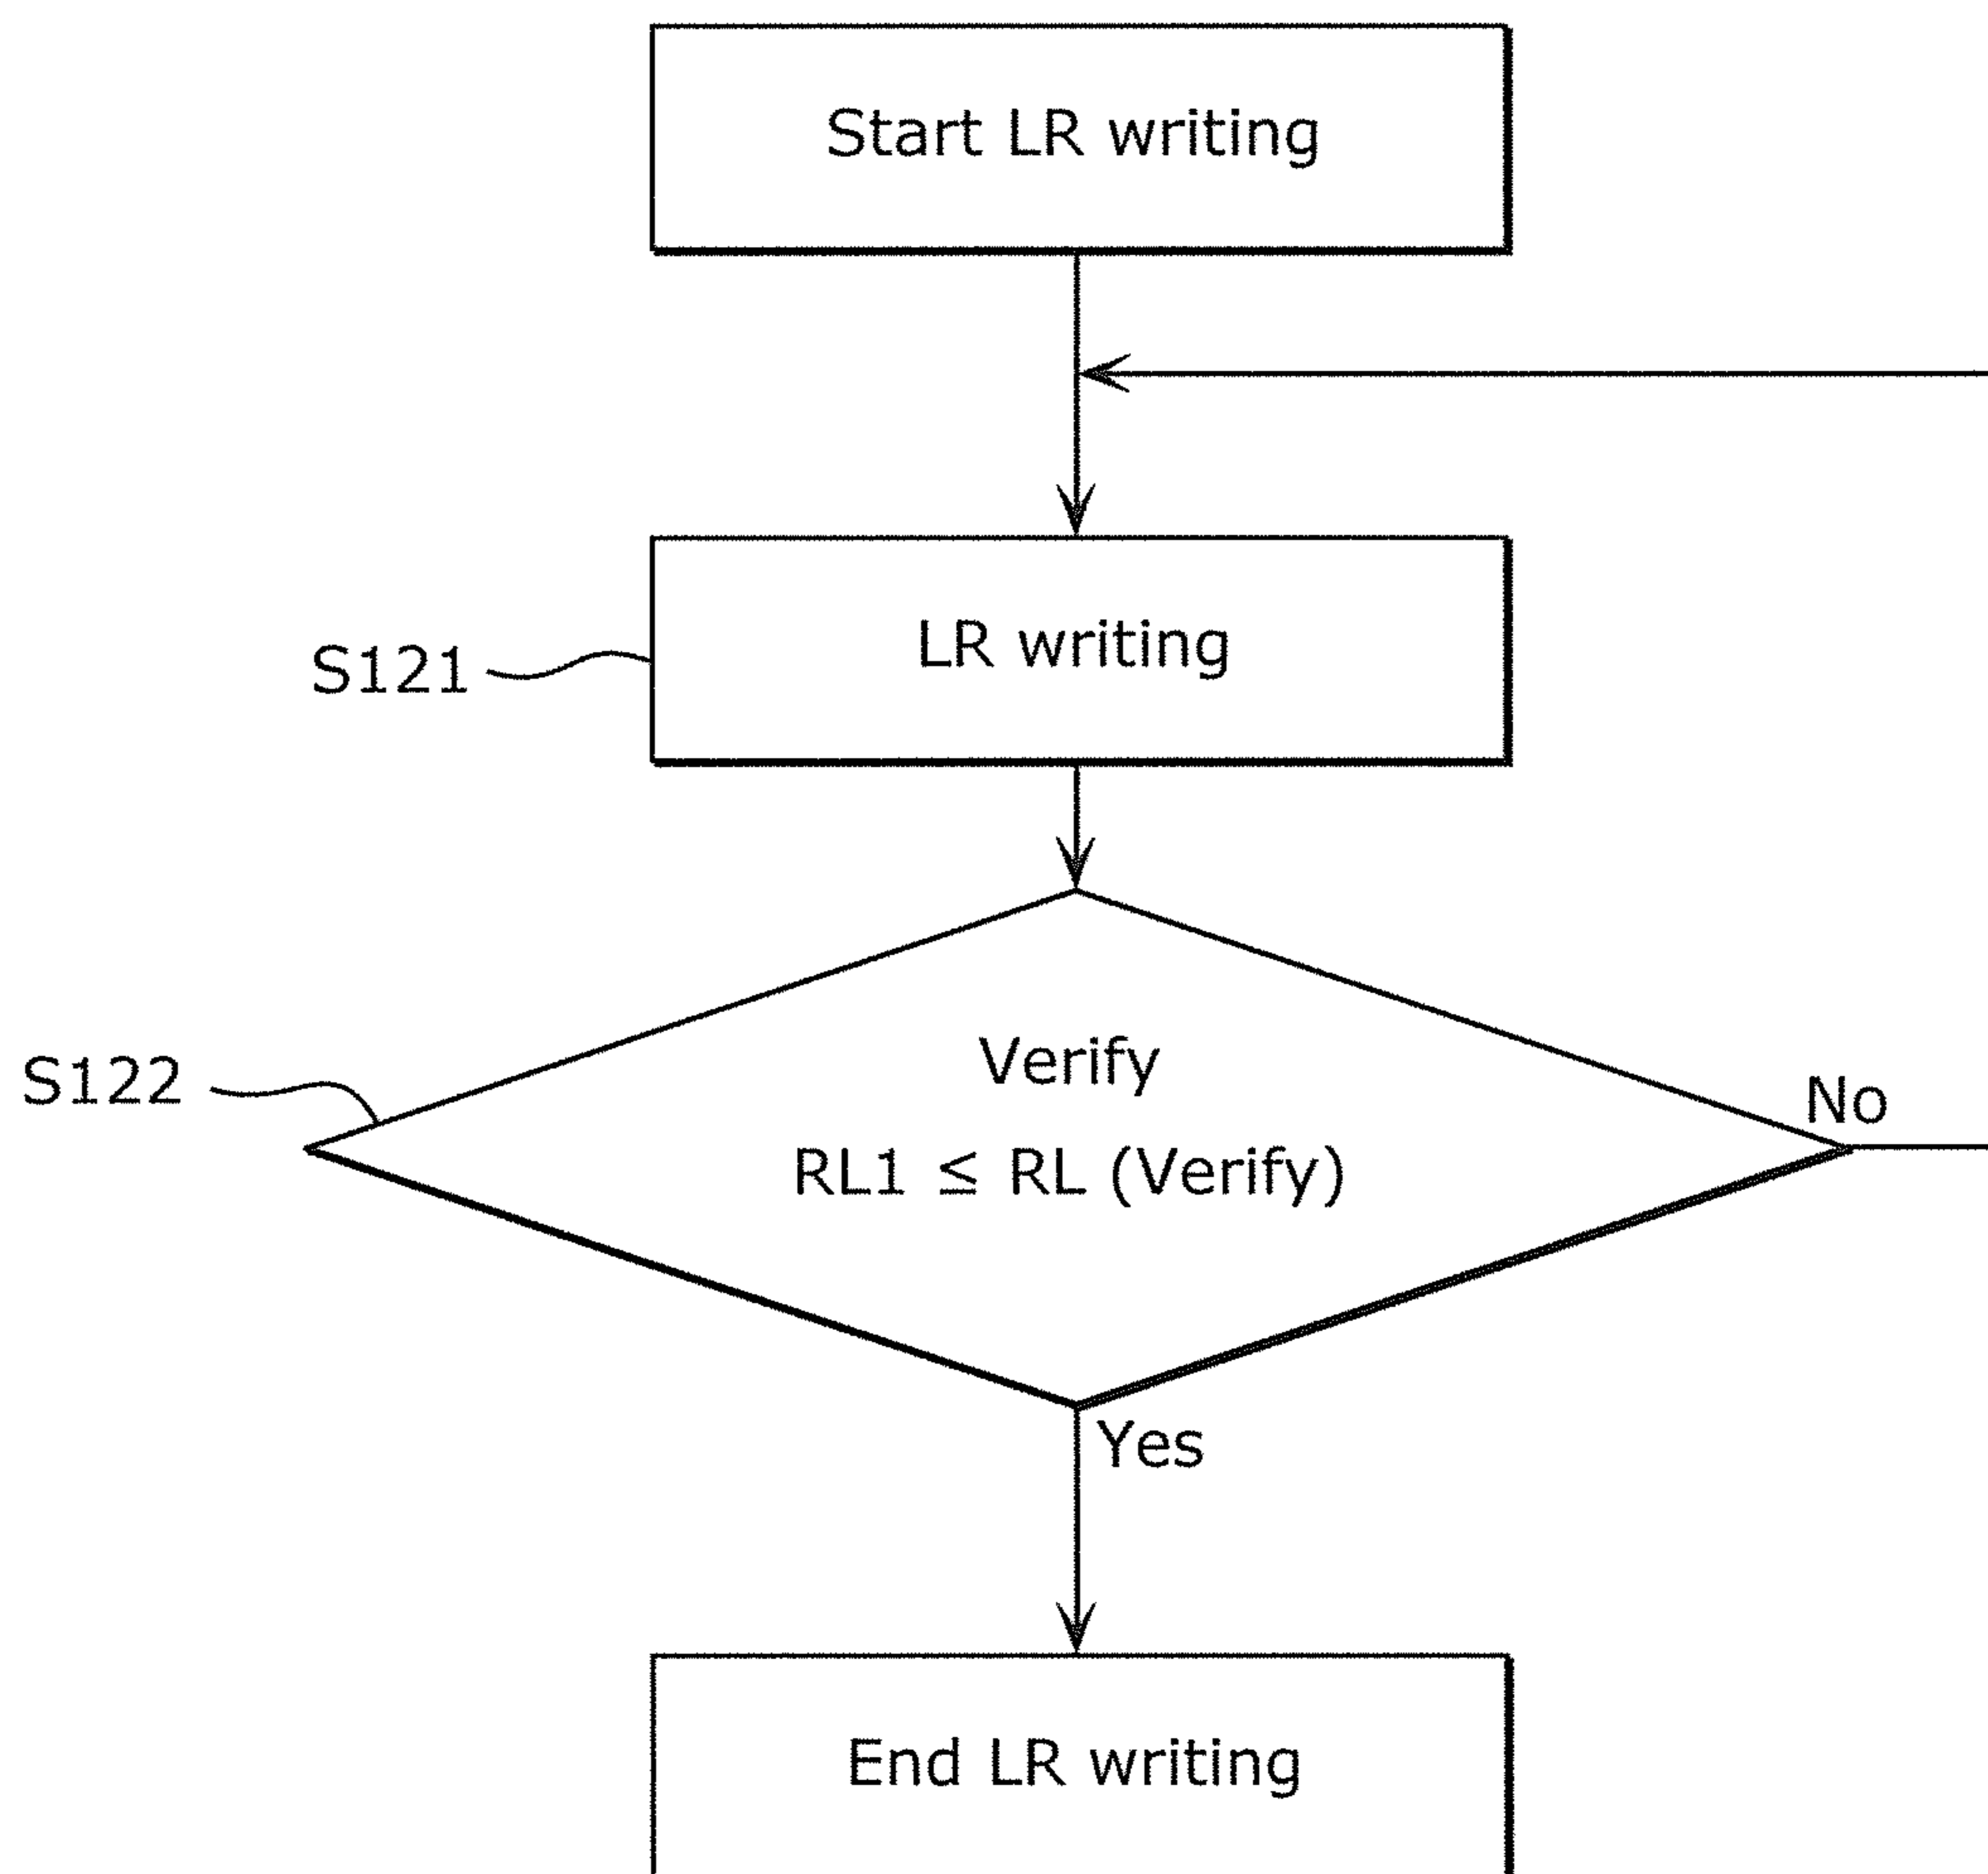 Start LR writing
LR writing
S121
Verify
S122
No
RL1 ≤ RL (Verify)
Yes
End LR writing